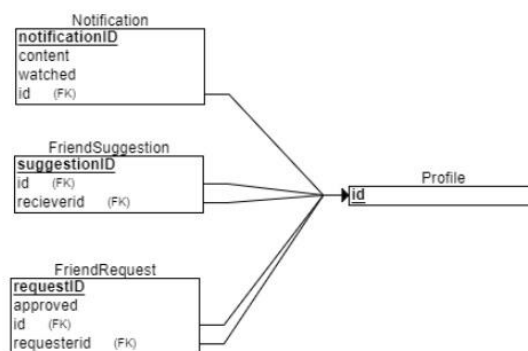 Notification
notificationID
content
watched
id (FK)
FriendSuggestion
suggestionID
id (FK)
recieverid (FK)
Profile
id
FriendRequest
requestID
approved
id (FK)
requesterid (FK)